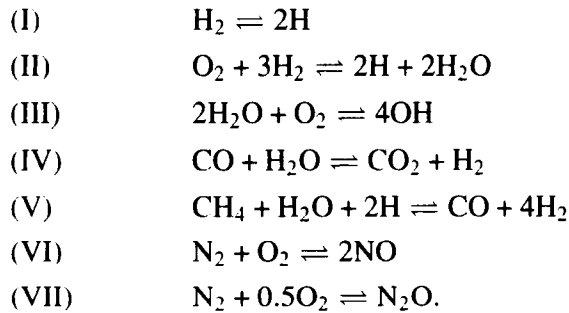 (I) H₂ ⇌ 2H
(II) O₂ + 3H₂ ⇌ 2H + 2H₂O
(III) 2H₂O + O₂ ⇌ 4OH
(IV) CO + H₂O ⇌ CO₂ + H₂
(V) CH₄ + H₂O + 2H ⇌ CO + 4H₂
(VI) N₂ + O₂ ⇌ 2NO
(VII) N₂ + 0.5O₂ ⇌ N₂O.